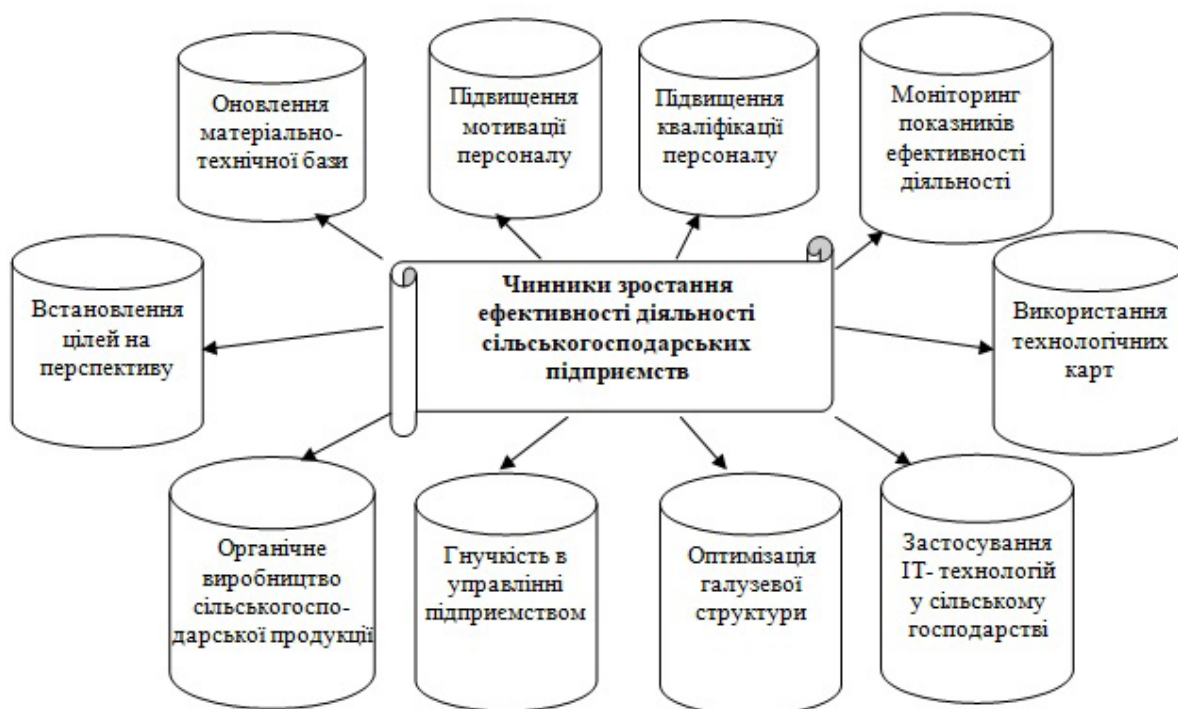 Оновлення
матеріально-
технічної бази
Підвищення
мотивації
персоналу
Підвищення
кваліфікації
персоналу
Моніторинг
показників
ефективності
діяльності
Встановлення
цілей на
перспективу
Чинники зростання
ефективності діяльності
сільськогосподарських
підприємств
Використання
технологічних
карт
Органічне
виробництво
сільськогоспо-
дарської продукції
Гнучкість в
управлінні
підприємством
Оптимізація
галузевої
структури
Застосування
ІТ- технологій
у сільському
господарстві